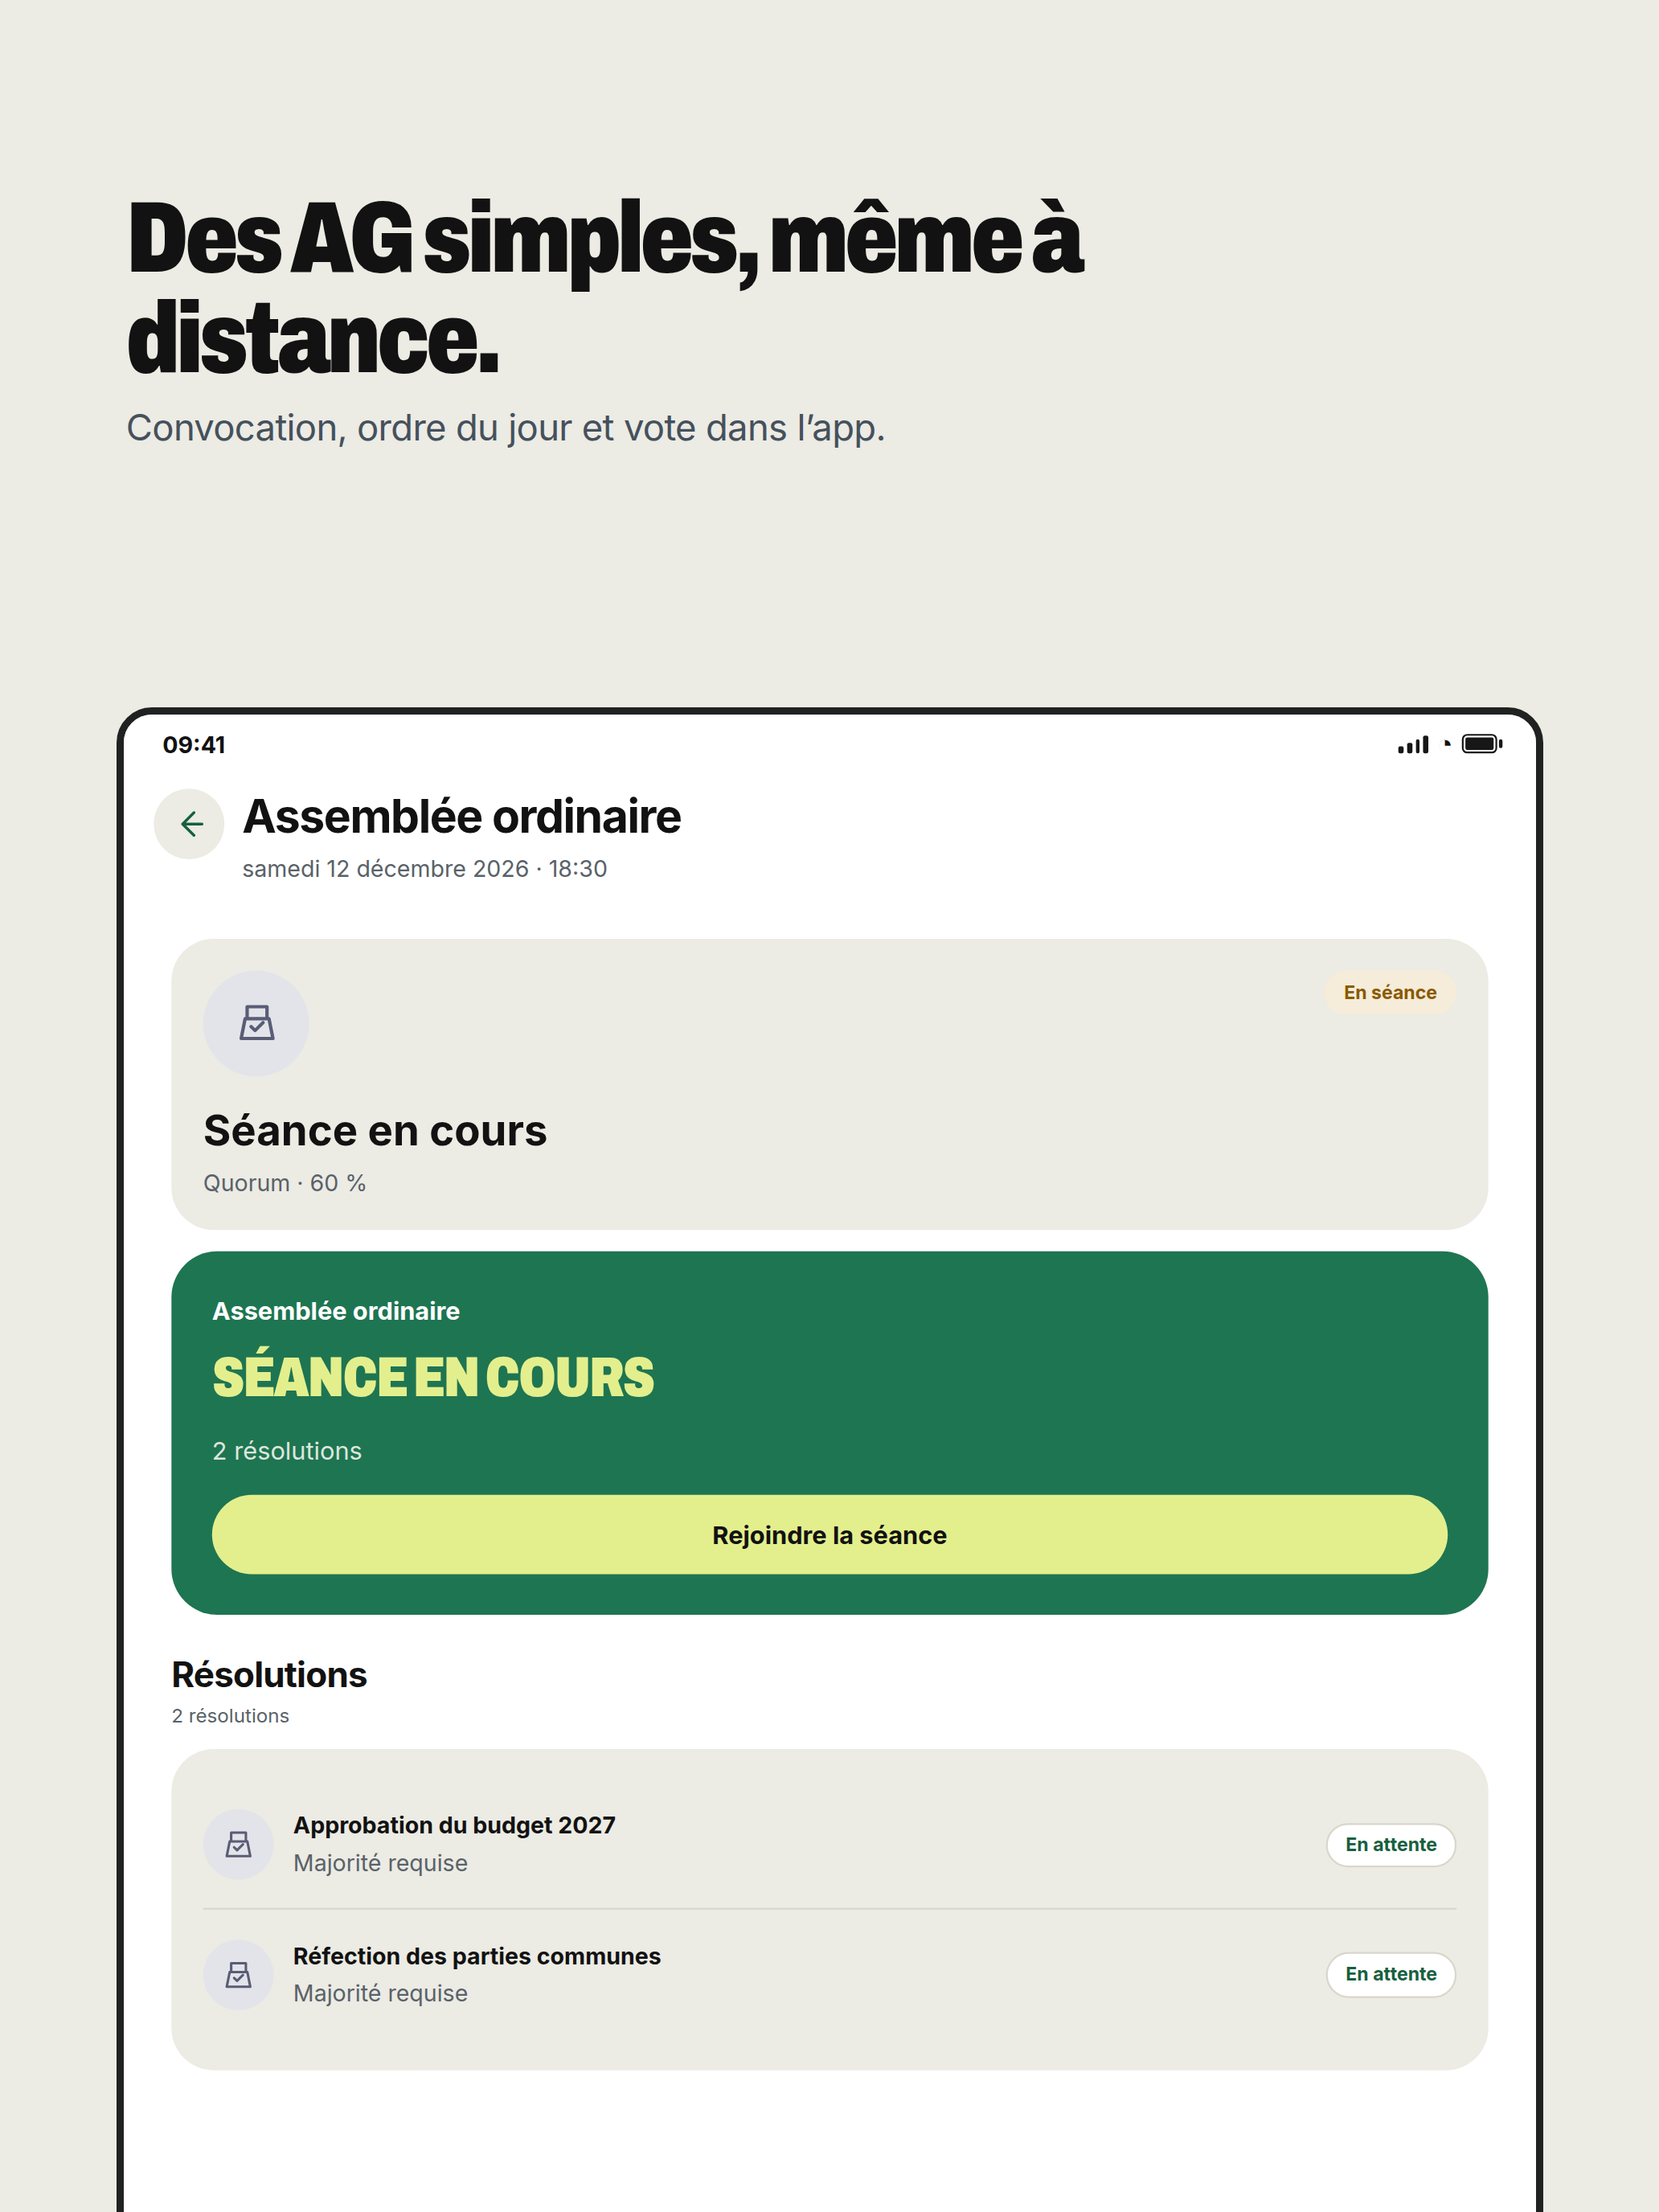 Des AG simples, même à
distance.
Convocation, ordre du jour et vote dans l’app.
09:41
Assemblée ordinaire
samedi 12 décembre 2026 · 18:30
En séance
Séance en cours
Quorum · 60 %
Assemblée ordinaire
SÉANCE EN COURS
2 résolutions
Rejoindre la séance
Résolutions
2 résolutions
Approbation du budget 2027
Majorité requise
En attente
Réfection des parties communes
Majorité requise
En attente